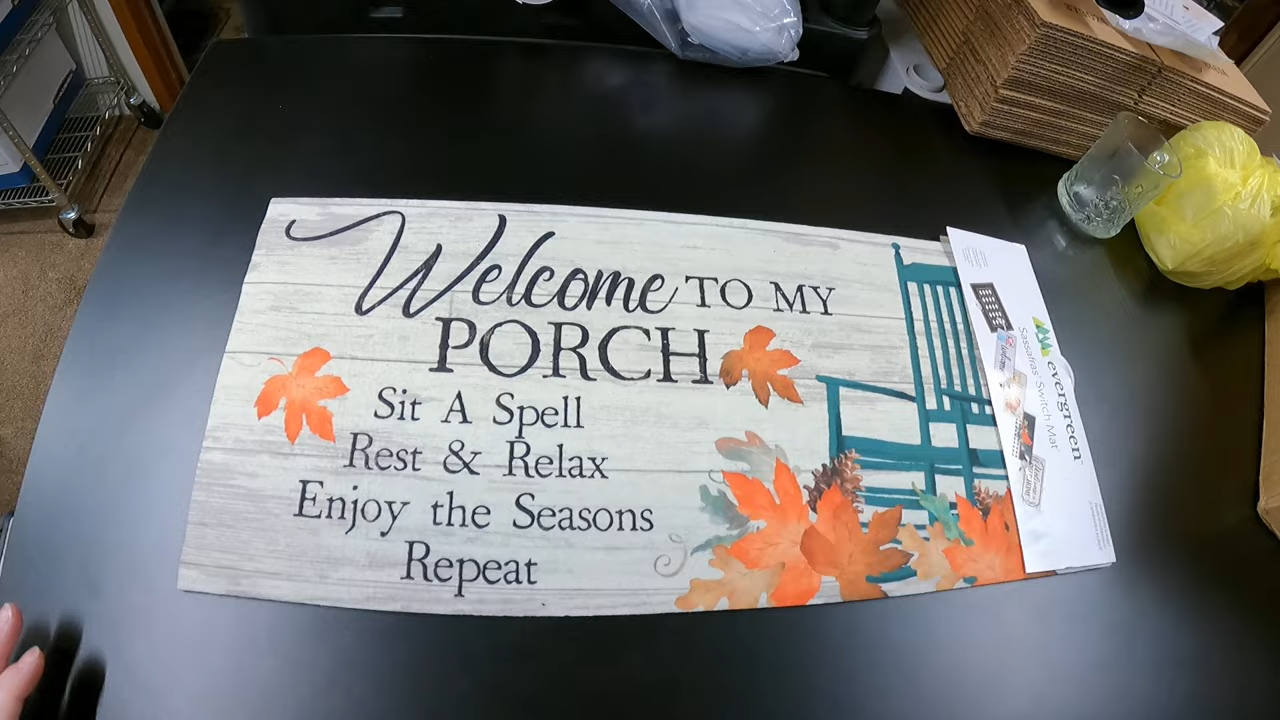 Welcome TO MY
PORCH
Sit A Spell
Rest & Relax
Enjoy the Seasons
Repeat
evergreen
Sassafras Switch Mat